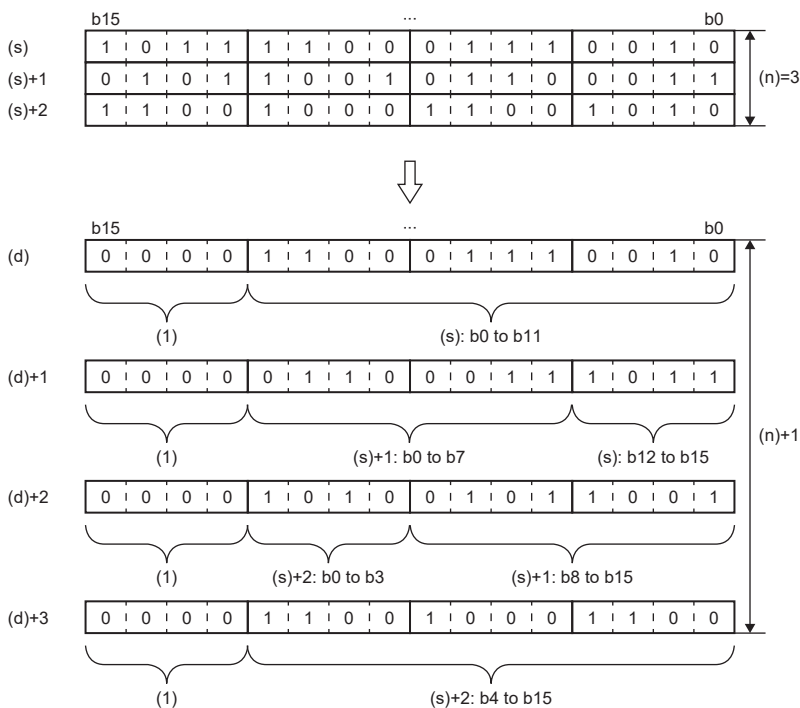 b15 ... b0
(s) 1 0 1 1 1 1 0 0 0 1 1 1 0 0 1 0
(s)+1 0 1 0 1 1 0 0 1 0 1 1 0 0 0 1 1 (n)=3
(s)+2 1 1 0 0 1 0 0 0 1 1 0 0 1 0 1 0
b15 ... b0
(d) 0 0 0 0 1 1 0 0 0 1 1 1 0 0 1 0
(1) (s): b0 to b11
(d)+1 0 0 0 0 0 1 1 0 0 0 1 1 1 0 1 1
(n)+1
(1) (s)+1: b0 to b7 (s): b12 to b15
(d)+2 0 0 0 0 1 0 1 0 0 1 0 1 1 0 0 1
(1) (s)+2: b0 to b3 (s)+1: b8 to b15
(d)+3 0 0 0 0 1 1 0 0 1 0 0 0 1 1 0 0
(1) (s)+2: b4 to b15